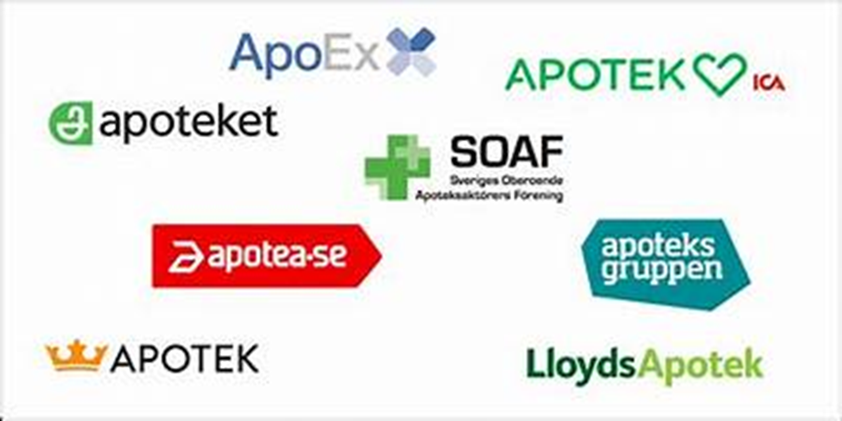 ApoEx
APOTEK ICA
apoteket
SOAF
Sveriges Oberoende
Apoteksaktörers Förening
apotea·se
apoteks
gruppen
APOTEK
LloydsApotek